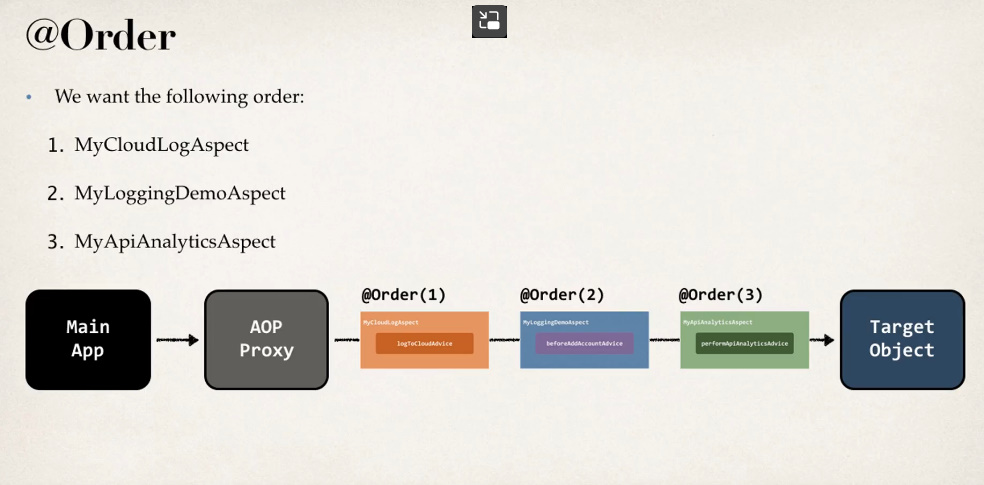 @Order
• We want the following order:
1. MyCloudLogAspect
2. MyLoggingDemoAspect
3. MyApiAnalyticsAspect
@Order(1)
@Order(2)
@Order(3)
Main
App
AOP
Proxy
MyCloudLogAspect
logToCloudAdvice
MyLoggingDemoAspect
beforeAddAccountAdvice
MyApiAnalyticsAspect
performApiAnalyticsAdvice
Target
Object